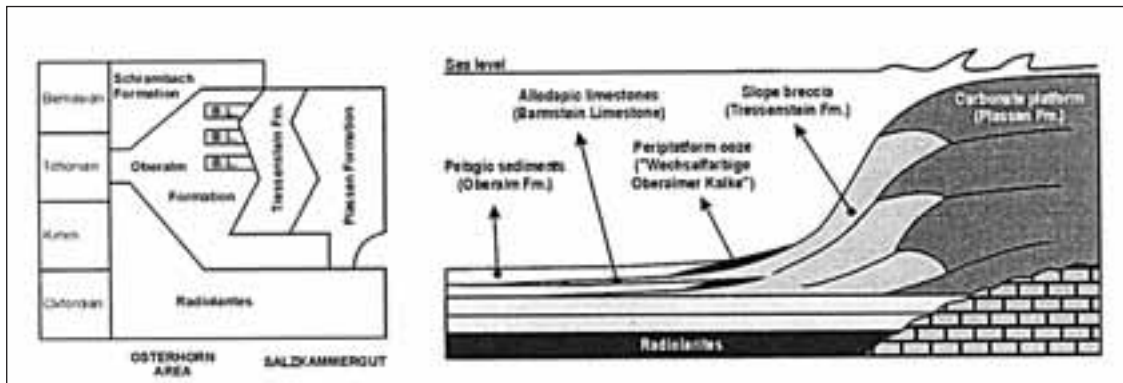 Schrambach
Formation
Berriasian
B.L.
B.L.
B.L.
Tithonian
Oberalm
Formation
Tressenstein Fm.
Plassen Formation
Kimm
Oxfordian
Radiolarites
OSTERHORN
AREA
SALZKAMMERGUT
Sea level
Allodapic limestones
(Barmstein Limestone)
Slope breccia
(Tressenstein Fm.)
Carbonate platform
(Plassen Fm.)
Periplatform ooze
("Wechselfarbige
Oberalmer Kalke")
Pelagic sediments
(Oberalm Fm.)
Radiolarites